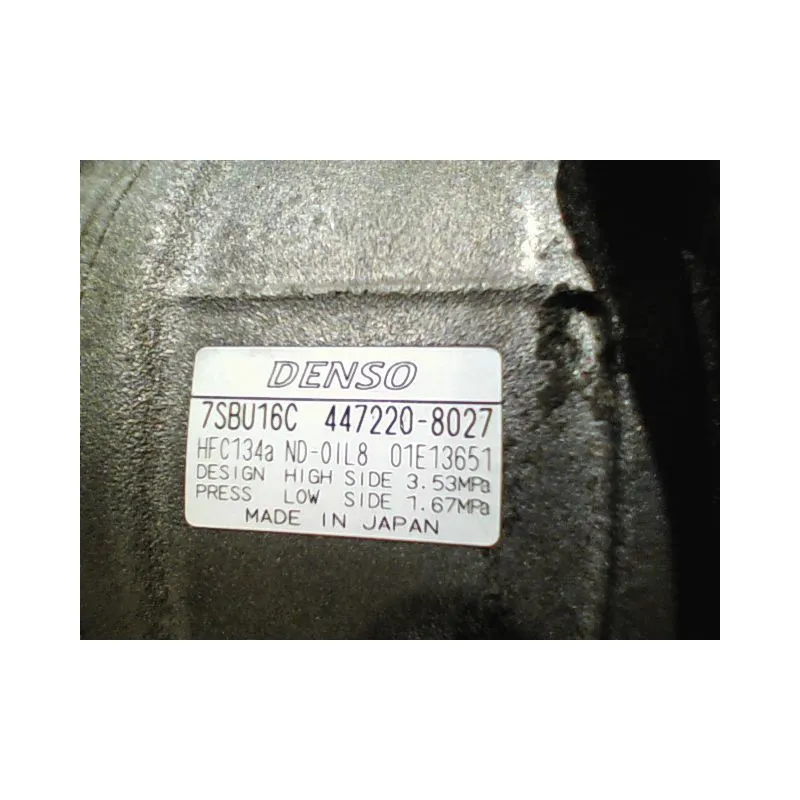 DENSO
7SBU16C 447220-8027
HFC134a ND-OIL8 01E13651
DESIGN HIGH SIDE 3.53MPa
PRESS LOW SIDE 1.67MPa
MADE IN JAPAN